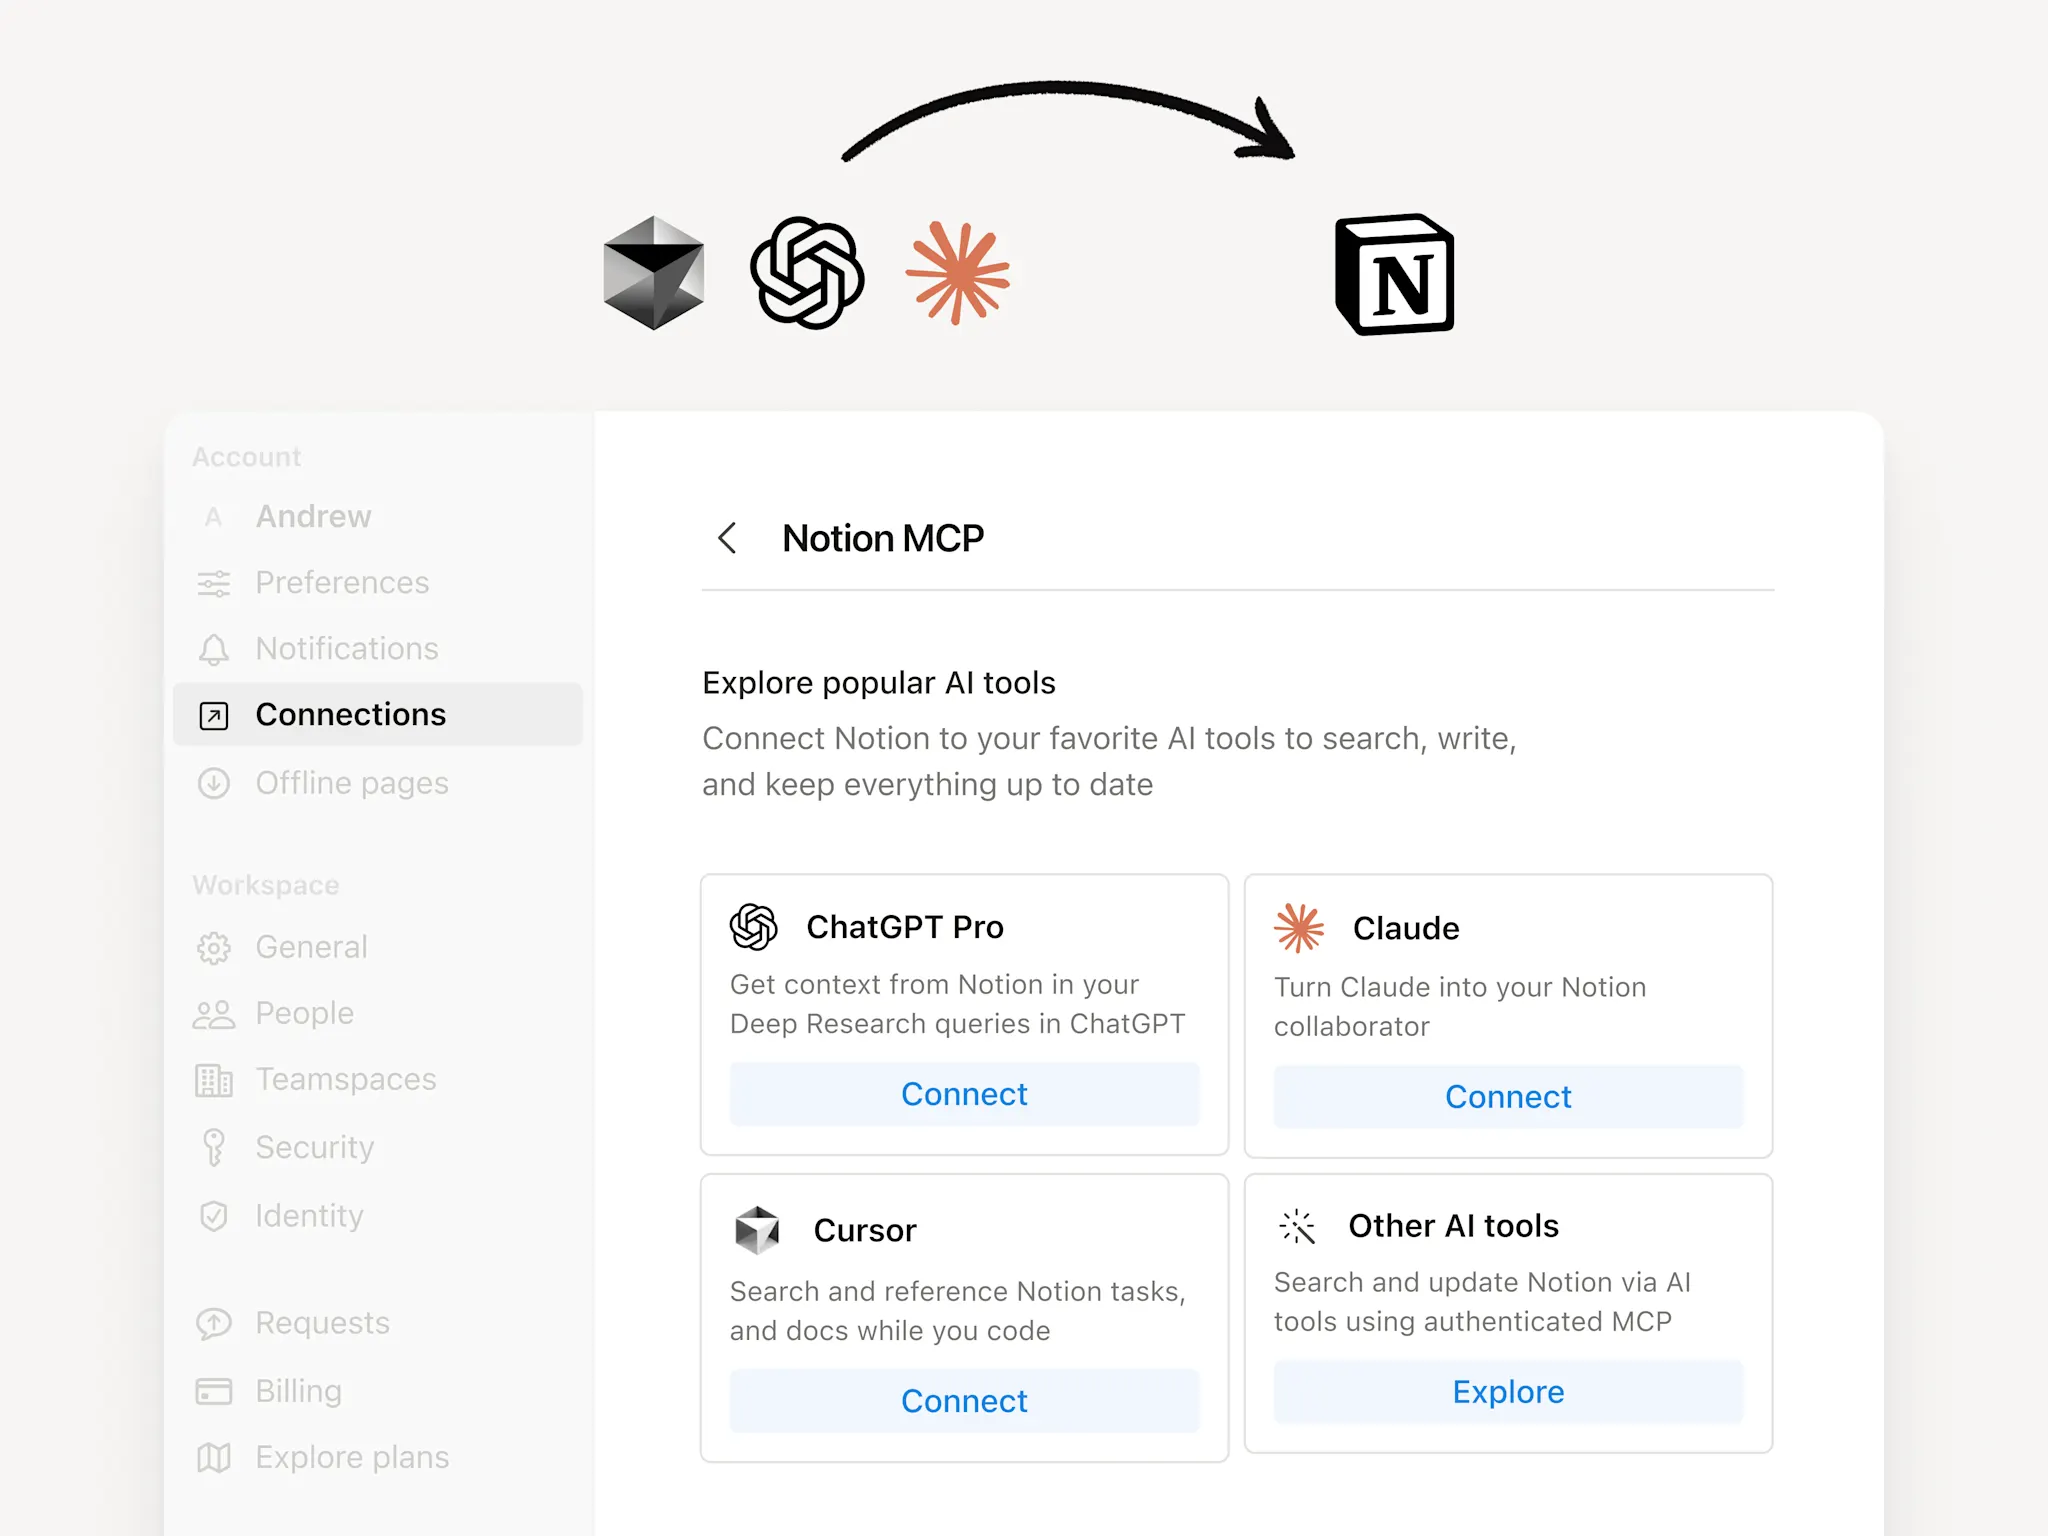 N
Account
A Andrew
Preferences
Notifications
Connections
Offline pages
Workspace
General
People
Teamspaces
Security
Identity
Requests
Billing
Explore plans
Notion MCP
Explore popular AI tools
Connect Notion to your favorite AI tools to search, write,
and keep everything up to date
ChatGPT Pro
Get context from Notion in your
Deep Research queries in ChatGPT
Connect
Claude
Turn Claude into your Notion
collaborator
Connect
Cursor
Search and reference Notion tasks,
and docs while you code
Connect
Other AI tools
Search and update Notion via AI
tools using authenticated MCP
Explore